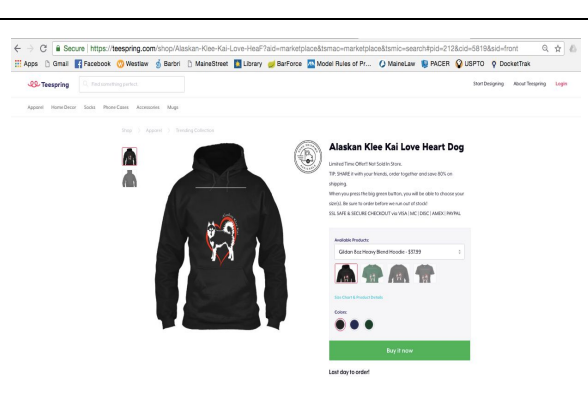 Secure | https://teespring.com/shop/Alaskan-Klee-Kai-Love-HeaF?aid=marketplace&tsmac=marketplace&tsmic=search#pid=212&cid=5819&sid=front
Apps Gmail Facebook Westlaw Barbri MaineStreet Library BarForce Model Rules of Pr... MaineLaw PACER USPTO DocketTrak
Teespring Find something perfect Start Designing About Teespring Login
Apparel Home Decor Socks Phone Cases Accessories Mugs
Shop / Apparel / Trending Collection
Alaskan Klee Kai Love Heart Dog
Limited Time Offer!! Not Sold In Store.
TIP: SHARE it with your friends, order together and save 80% on
shipping.
When you press the big green button, you will be able to choose your
size(s). Be sure to order before we run out of stock!
SSL SAFE & SECURE CHECKOUT via: VISA | MC | DISC | AMEX | PAYPAL
Available Products:
Gildan 8oz Heavy Blend Hoodie - $37.99
Size Chart & Product Details
Colors:
Buy it now
Last day to order!